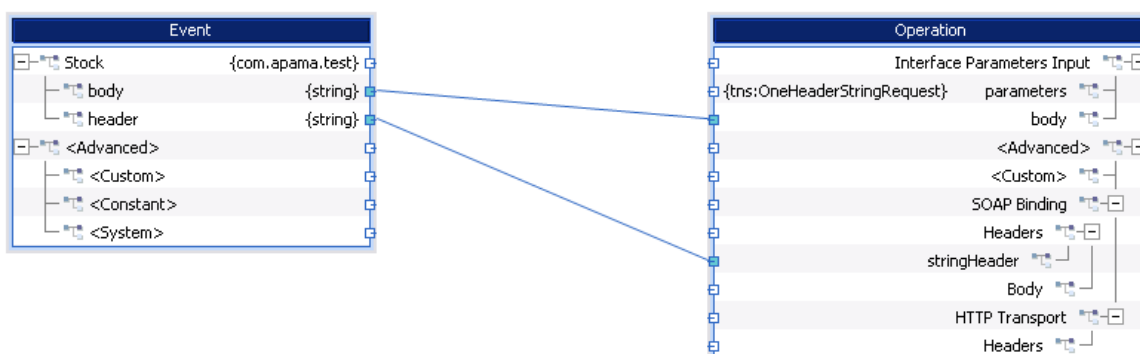 Event
Stock {com.apama.test}
body {string}
header {string}
<Advanced>
<Custom>
<Constant>
<System>
Operation
Interface Parameters Input
{tns:OneHeaderStringRequest} parameters
body
<Advanced>
<Custom>
SOAP Binding
Headers
stringHeader
Body
HTTP Transport
Headers